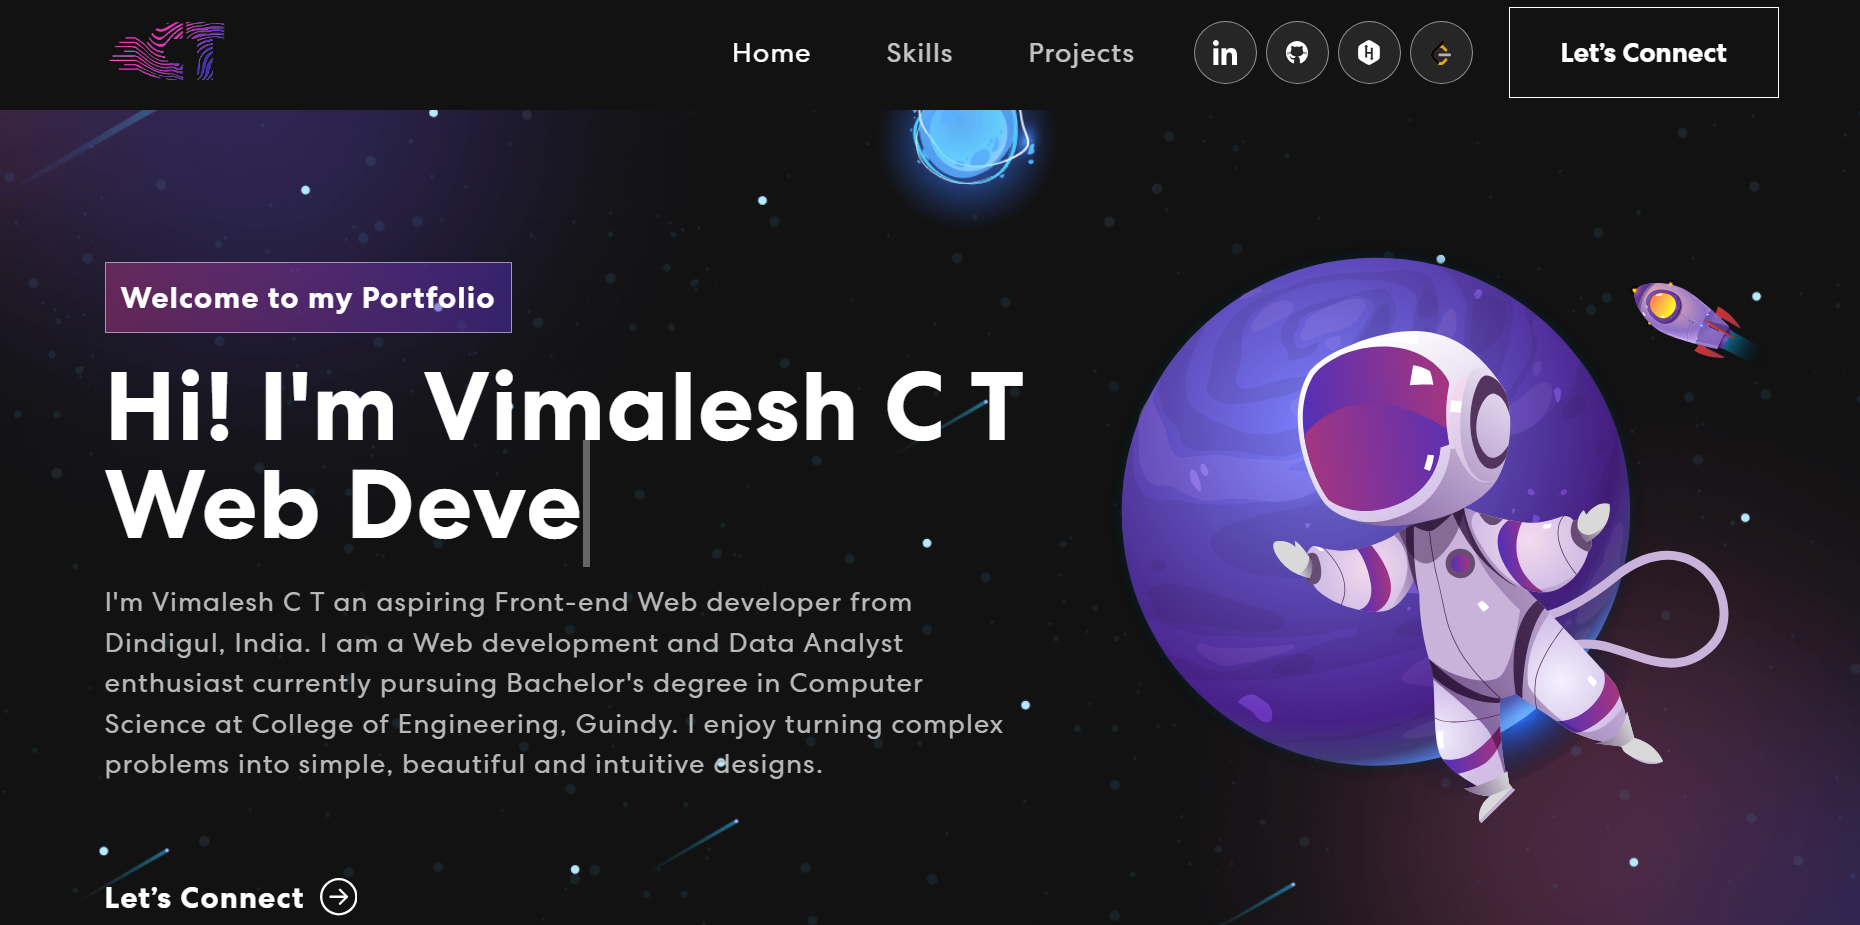 CT
Home Skills Projects Let’s Connect
Welcome to my Portfolio
Hi! I'm Vimalesh C T
Web Deve
I'm Vimalesh C T an aspiring Front-end Web developer from
Dindigul, India. I am a Web development and Data Analyst
enthusiast currently pursuing Bachelor's degree in Computer
Science at College of Engineering, Guindy. I enjoy turning complex
problems into simple, beautiful and intuitive designs.
Let’s Connect